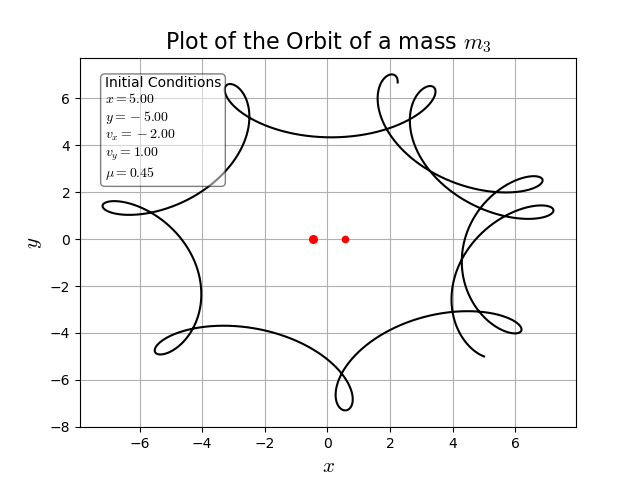 Plot of the Orbit of a mass m₃
Initial Conditions
x = 5.00
y = −5.00
vₓ = −2.00
v_y = 1.00
μ = 0.45
6
4
2
0
−2
−4
−6
−8
y
−6 −4 −2 0 2 4 6
x